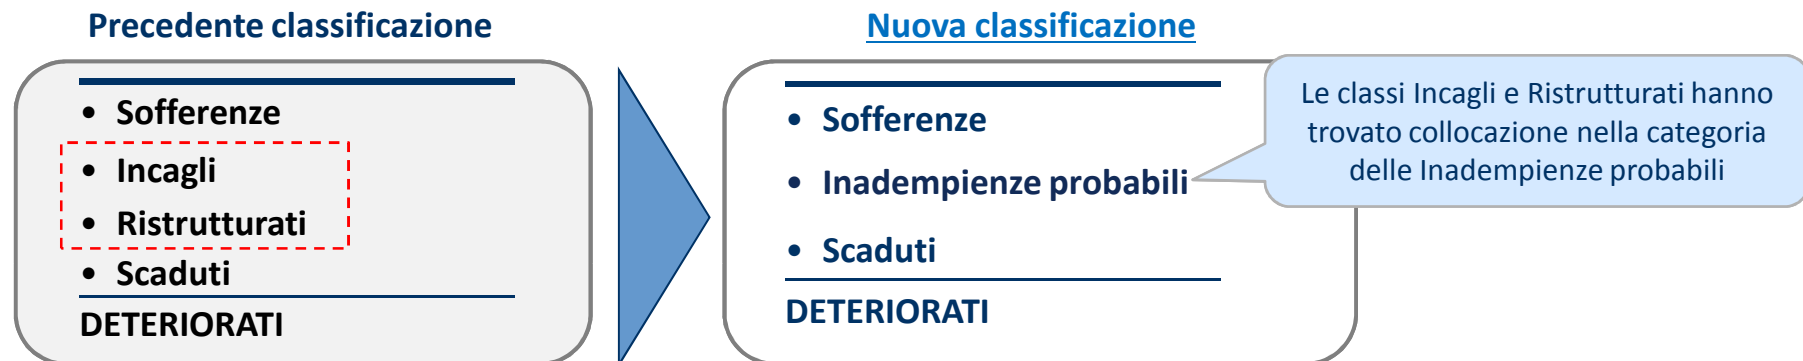 Precedente classificazione
• Sofferenze
• Incagli
• Ristrutturati
• Scaduti
DETERIORATI
Nuova classificazione
• Sofferenze
• Inadempienze probabili
• Scaduti
DETERIORATI
Le classi Incagli e Ristrutturati hanno
trovato collocazione nella categoria
delle Inadempienze probabili